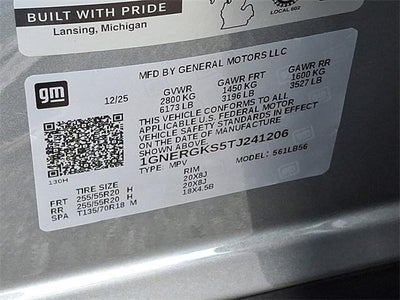 BUILT WITH PRIDE
Lansing, Michigan
LOCAL 602
gm
MFD BY GENERAL MOTORS LLC
12/25
GVWR GAWR FRT GAWR RR
2800 KG 1450 KG 1600 KG
6173 LB 3196 LB 3527 LB
THIS VEHICLE CONFORMS TO ALL
APPLICABLE U.S. FEDERAL MOTOR
VEHICLE SAFETY STANDARDS IN EFFECT
ON THE DATE OF MANUFACTURE
SHOWN ABOVE.
1GNERGKS5TJ241206
TYPE: MPV MODEL: 561LB56
130H
TIRE SIZE RIM
FRT 255/55R20 H 20X8J
RR 255/55R20 H 20X8J
SPA T135/70R18 M 18X4.5B